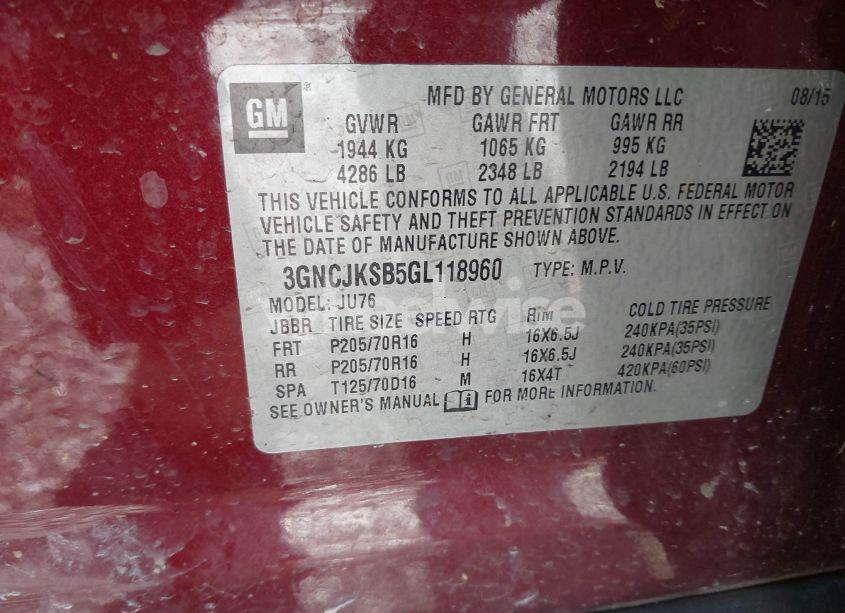 GM
MFD BY GENERAL MOTORS LLC 08/15
GVWR GAWR FRT GAWR RR
1944 KG 1065 KG 995 KG
4286 LB 2348 LB 2194 LB
THIS VEHICLE CONFORMS TO ALL APPLICABLE U.S. FEDERAL MOTOR
VEHICLE SAFETY AND THEFT PREVENTION STANDARDS IN EFFECT ON
THE DATE OF MANUFACTURE SHOWN ABOVE.
3GNCJKSB5GL118960 TYPE: M.P.V.
MODEL: JU76
JBBR TIRE SIZE SPEED RTG RIM COLD TIRE PRESSURE
FRT P205/70R16 H 16X6.5J 240KPA(35PSI)
RR P205/70R16 H 16X6.5J 240KPA(35PSI)
SPA T125/70D16 M 16X4T 420KPA(60PSI)
SEE OWNER'S MANUAL FOR MORE INFORMATION.